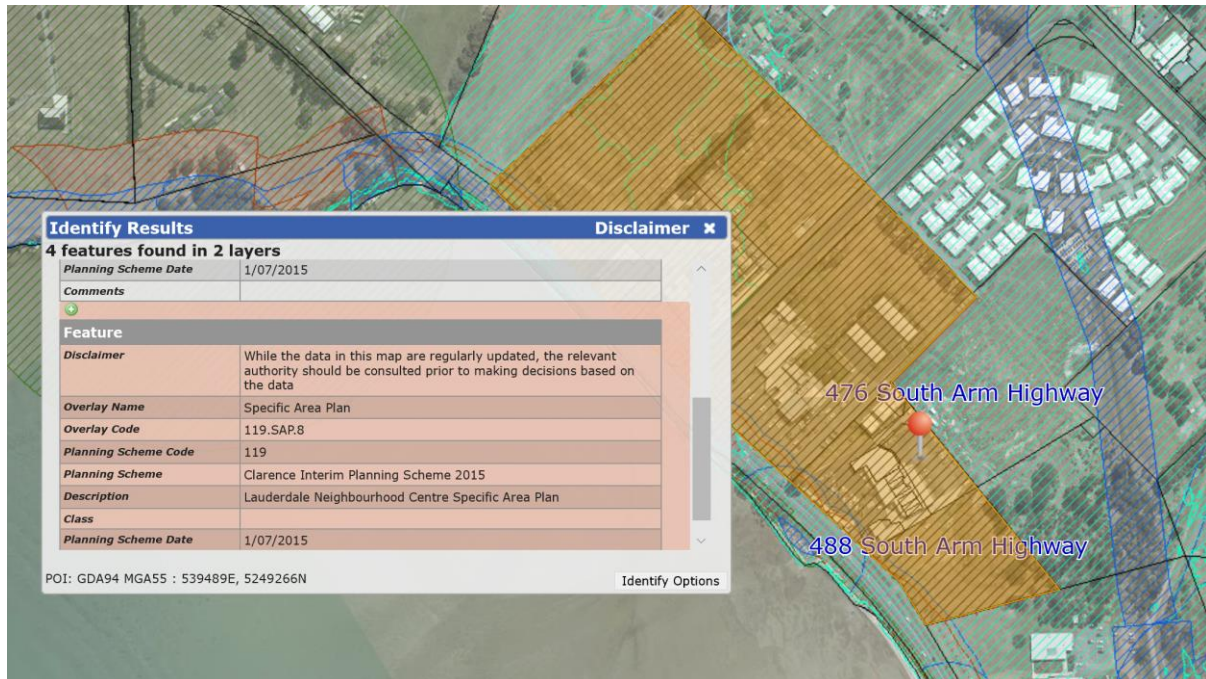 Identify Results Disclaimer ✖
4 features found in 2 layers
Planning Scheme Date 1/07/2015
Comments
Feature
Disclaimer While the data in this map are regularly updated, the relevant
authority should be consulted prior to making decisions based on
the data
Overlay Name Specific Area Plan
Overlay Code 119.SAP.8
Planning Scheme Code 119
Planning Scheme Clarence Interim Planning Scheme 2015
Description Lauderdale Neighbourhood Centre Specific Area Plan
Class
Planning Scheme Date 1/07/2015
POI: GDA94 MGA55 : 539489E, 5249266N Identify Options
476 South Arm Highway
488 South Arm Highway